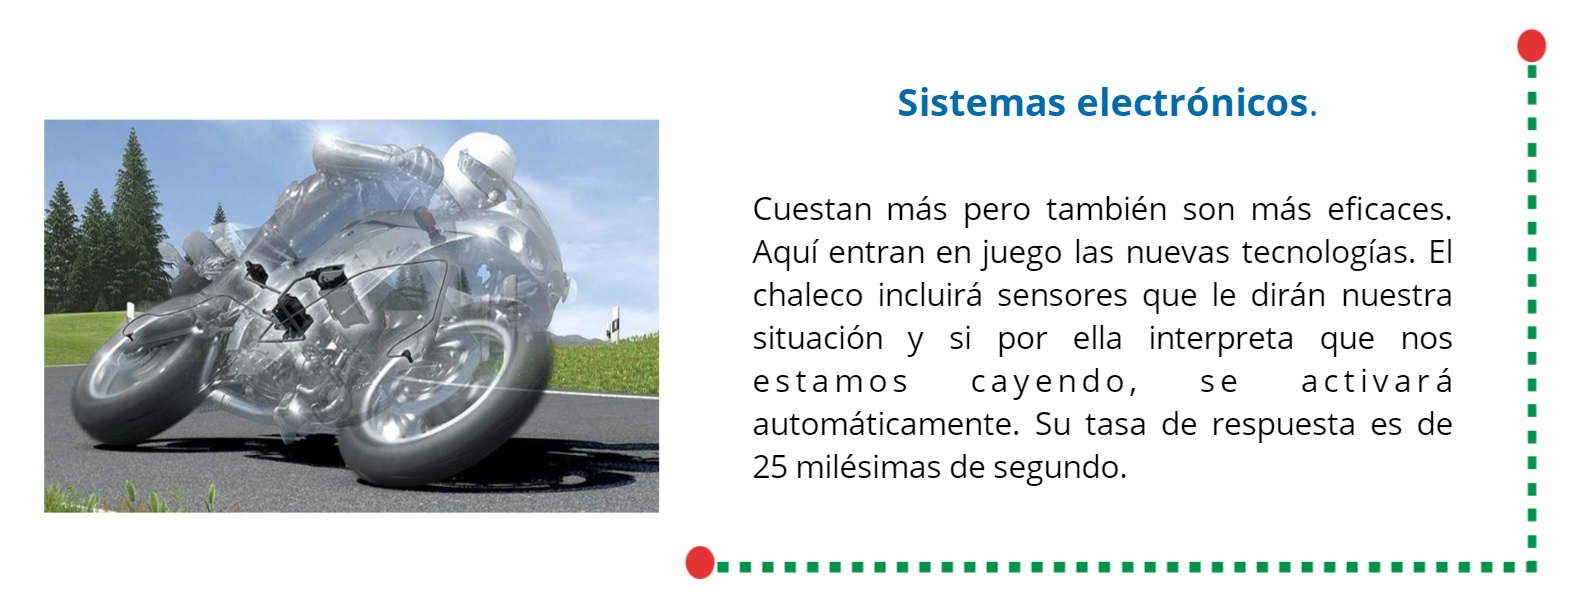 Sistemas electrónicos.
Cuestan más pero también son más eficaces.
Aquí entran en juego las nuevas tecnologías. El
chaleco incluirá sensores que le dirán nuestra
situación y si por ella interpreta que nos
estamos cayendo, se activará
automáticamente. Su tasa de respuesta es de
25 milésimas de segundo.